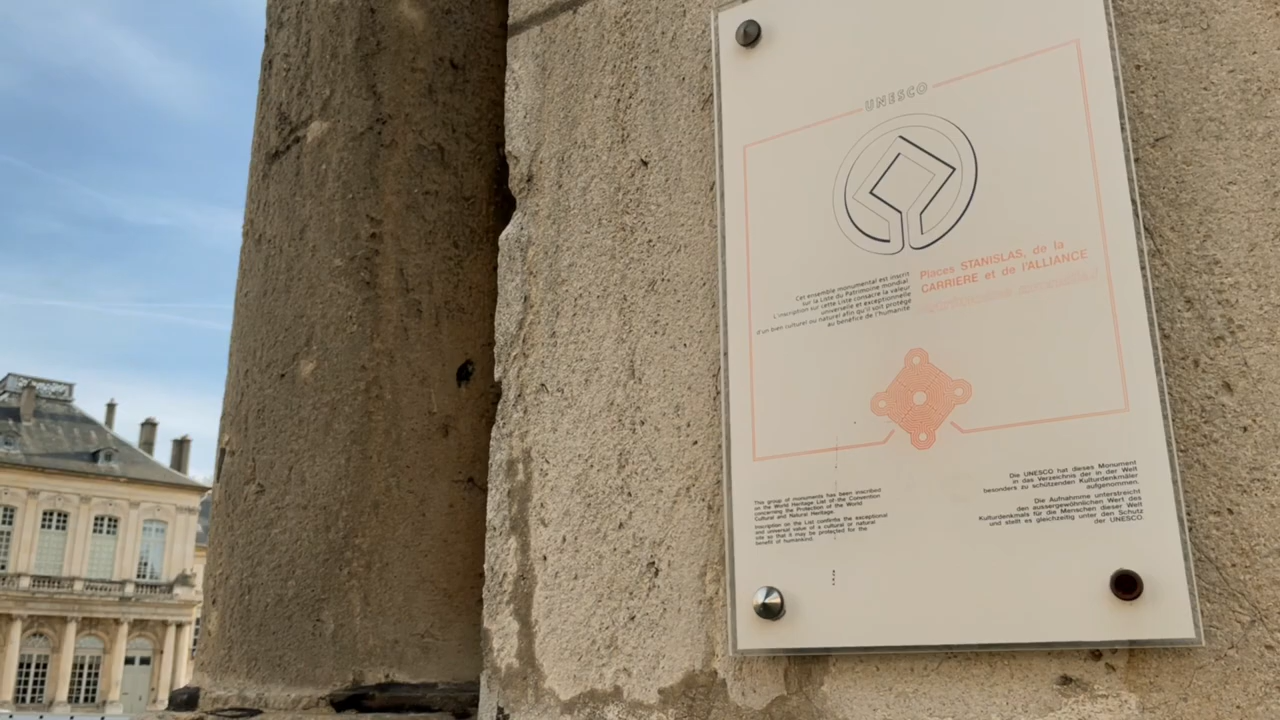 UNESCO
Cet ensemble monumental est inscrit
sur la Liste du Patrimoine mondial.
L'inscription sur cette Liste consacre la valeur
universelle et exceptionnelle
d'un bien culturel ou naturel afin qu'il soit protégé
au bénéfice de l'humanité
Places STANISLAS, de la
CARRIERE et de l'ALLIANCE
This group of monuments has been inscribed
on the World Heritage List of the Convention
concerning the Protection of the World
Cultural and Natural Heritage.
Inscription on the List confirms the exceptional
and universal value of a cultural or natural
site so that it may be protected for the
benefit of humankind.
Die UNESCO hat dieses Monument
in das Verzeichnis der in der Welt
besonders zu schützenden Kulturdenkmäler
aufgenommen.
Die Aufnahmme unterstreicht
den aussergewöhnlichen Wert des
Kulturdenkmals für die Menschen dieser Welt
und stellt es gleichzeitig unter den Schutz
der UNESCO.